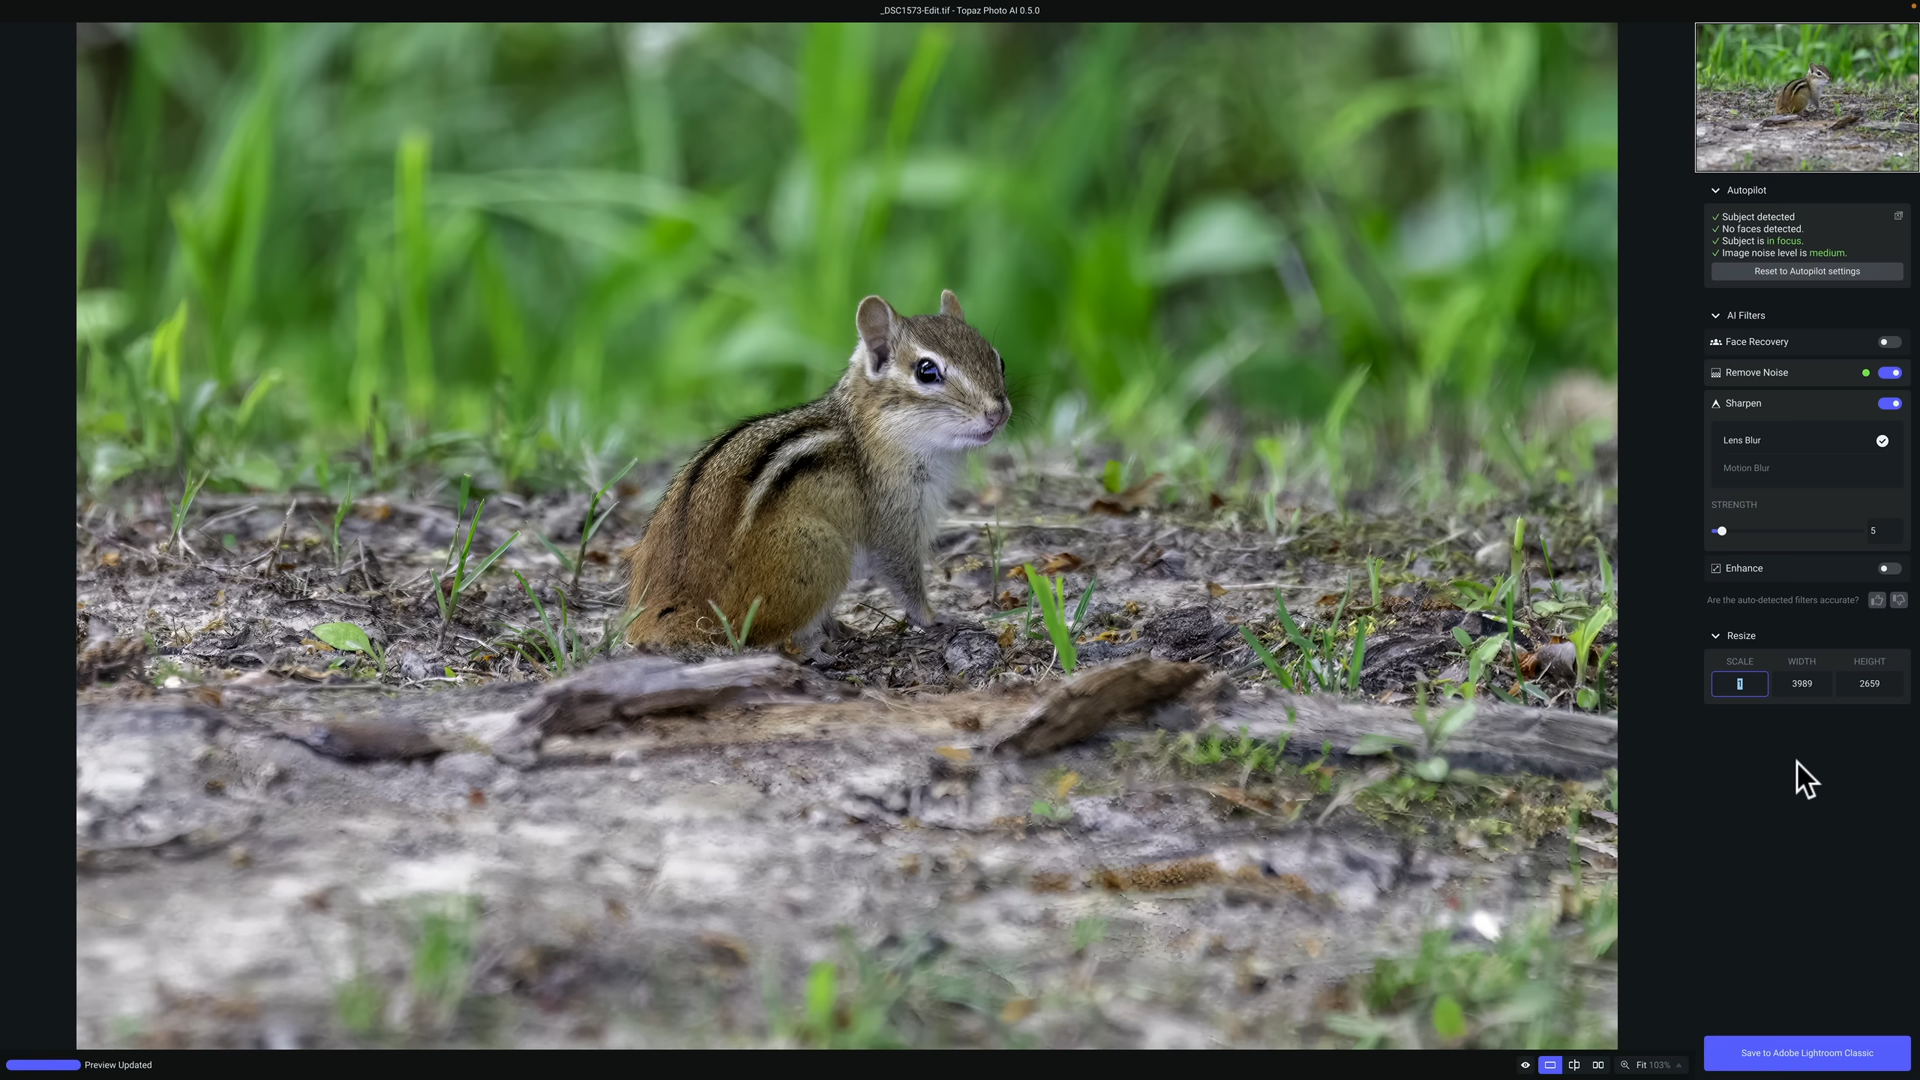 _DSC1573-Edit.tif - Topaz Photo AI 0.5.0
Autopilot
Subject detected
No faces detected.
Subject is in focus.
Image noise level is medium.
Reset to Autopilot settings
AI Filters
Face Recovery
Remove Noise
Sharpen
Lens Blur
Motion Blur
STRENGTH
5
Enhance
Are the auto-detected filters accurate?
Resize
SCALE WIDTH HEIGHT
1 3989 2659
Preview Updated
Fit 103%
Save to Adobe Lightroom Classic